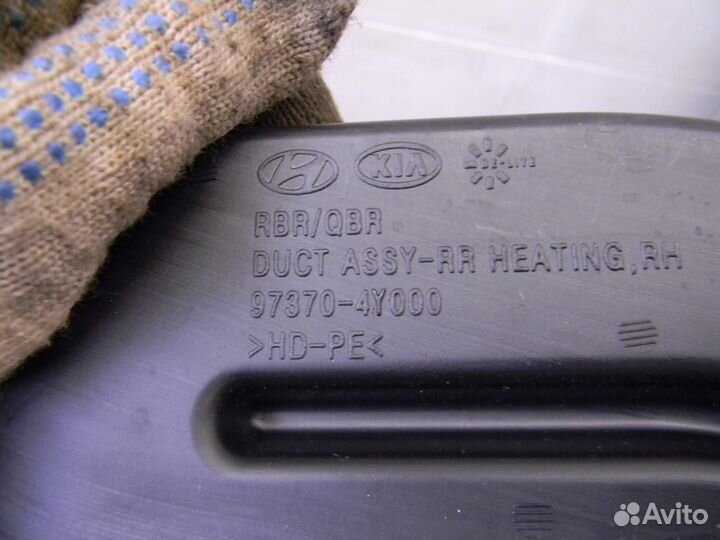 KIA
RBR/QBR
DUCT ASSY-RR HEATING,RH
97370-4Y000
>HD-PE<
Avito